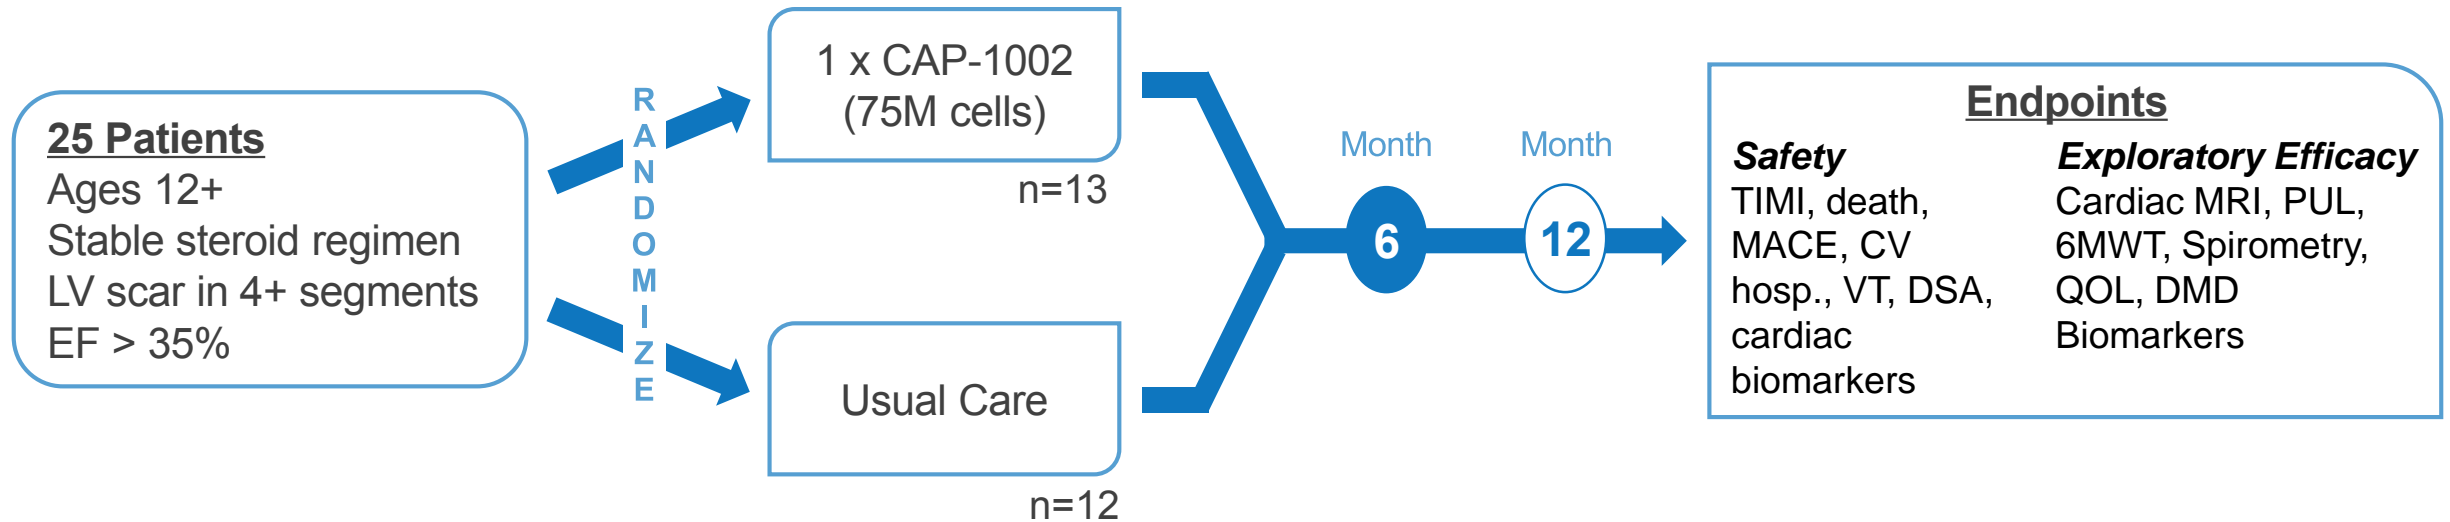 25 Patients
Ages 12+
Stable steroid regimen
LV scar in 4+ segments
EF > 35%
RANDOMIZE
1 x CAP-1002
(75M cells)
n=13
Usual Care
n=12
Month
6
Month
12
Endpoints
Safety
TIMI, death,
MACE, CV
hosp., VT, DSA,
cardiac
biomarkers
Exploratory Efficacy
Cardiac MRI, PUL,
6MWT, Spirometry,
QOL, DMD
Biomarkers